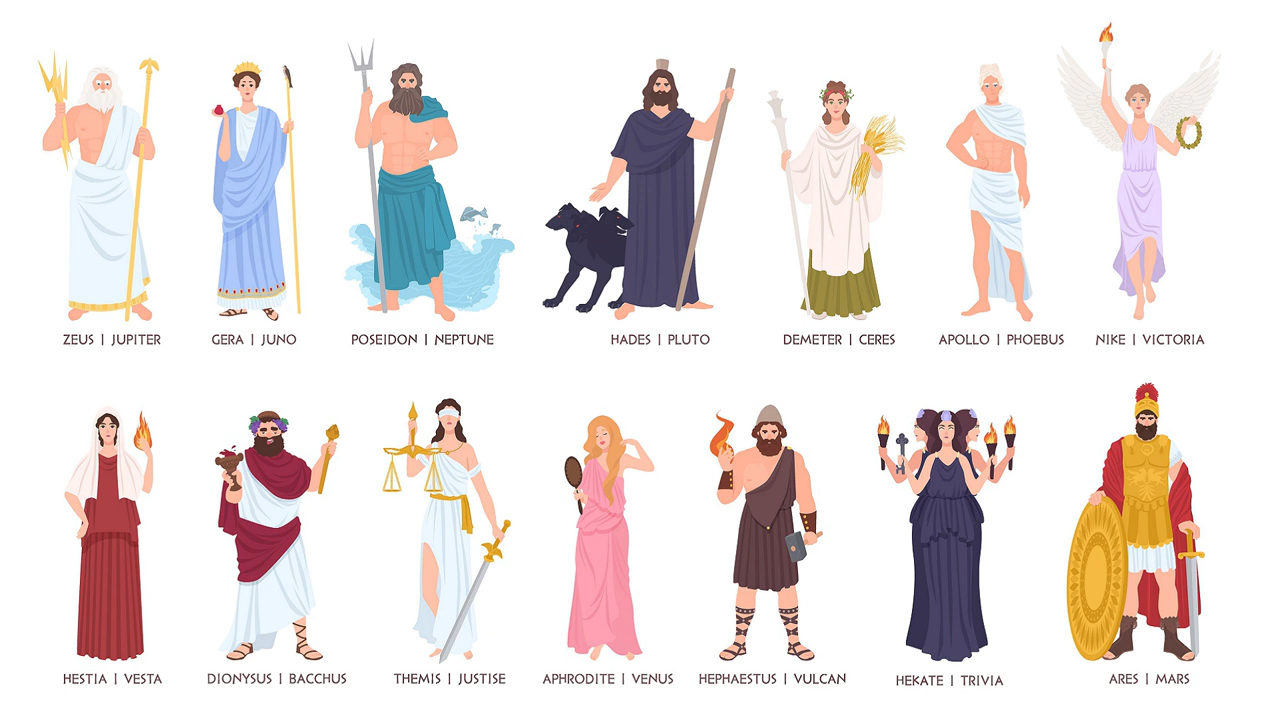 ZEUS | JUPITER
GERA | JUNO
POSEIDON | NEPTUNE
HADES | PLUTO
DEMETER | CERES
APOLLO | PHOEBUS
NIKE | VICTORIA
HESTIA | VESTA
DIONYSUS | BACCHUS
THEMIS | JUSTISE
APHRODITE | VENUS
HEPHAESTUS | VULCAN
HEKATE | TRIVIA
ARES | MARS